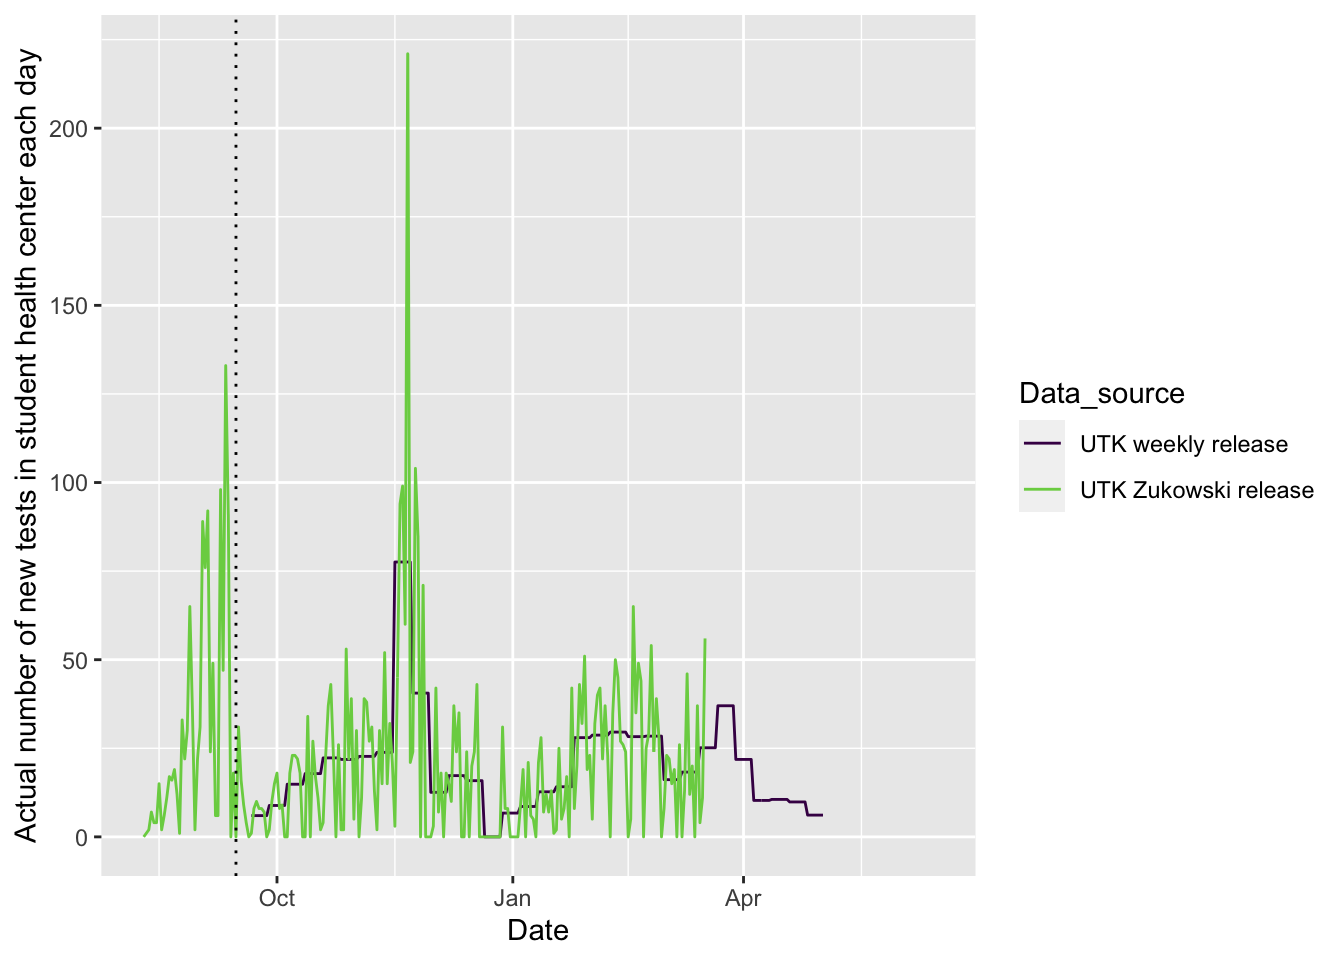 Actual number of new tests in student health center each day
200
150
100
50
0
Oct
Jan
Apr
Date
Data_source
UTK weekly release
UTK Zukowski release